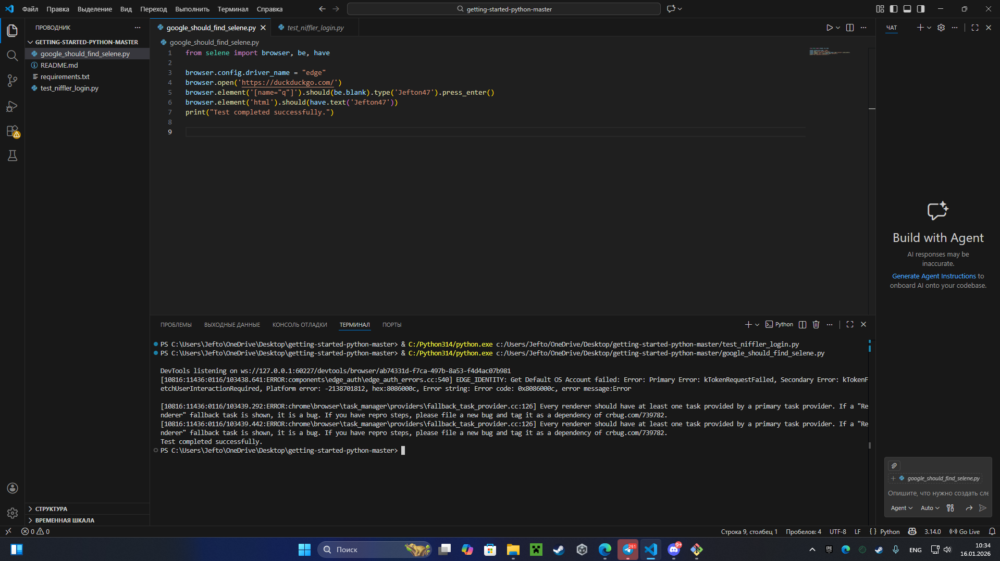 Файл Правка Выделение Вид Переход Выполнить Терминал Справка
getting-started-python-master
ПРОВОДНИК
GETTING-STARTED-PYTHON-MASTER
google_should_find_selene.py
README.md
requirements.txt
test_niffler_login.py
СТРУКТУРА
ВРЕМЕННАЯ ШКАЛА
google_should_find_selene.py
test_niffler_login.py
google_should_find_selene.py
1 from selene import browser, be, have
2
3 browser.config.driver_name = "edge"
4 browser.open('https://duckduckgo.com/')
5 browser.element('[name="q"]').should(be.blank).type('Jefton47').press_enter()
6 browser.element('html').should(have.text('Jefton47'))
7 print("Test completed successfully.")
8
9
ПРОБЛЕМЫ ВЫХОДНЫЕ ДАННЫЕ КОНСОЛЬ ОТЛАДКИ ТЕРМИНАЛ ПОРТЫ
Python
PS C:\Users\Jefto\OneDrive\Desktop\getting-started-python-master> & C:/Python314/python.exe c:/Users/Jefto/OneDrive/Desktop/getting-started-python-master/test_niffler_login.py
PS C:\Users\Jefto\OneDrive\Desktop\getting-started-python-master> & C:/Python314/python.exe c:/Users/Jefto/OneDrive/Desktop/getting-started-python-master/google_should_find_selene.py
DevTools listening on ws://127.0.0.1:60227/devtools/browser/ab74331d-f7ca-497b-8a53-f4d4ac07b981
[10816:11436:0116/103438.641:ERROR:components\edge_auth\edge_auth_errors.cc:540] EDGE_IDENTITY: Get Default OS Account failed: Error: Primary Error: kTokenRequestFailed, Secondary Error: kTokenF
etchUserInteractionRequired, Platform error: -2138701812, hex:8086000c, Error string: Error code: 0x8086000c, error message:Error
[10816:11436:0116/103439.292:ERROR:chrome\browser\task_manager\providers\fallback_task_provider.cc:126] Every renderer should have at least one task provided by a primary task provider. If a "Re
nderer" fallback task is shown, it is a bug. If you have repro steps, please file a new bug and tag it as a dependency of crbug.com/739782.
[10816:11436:0116/103439.442:ERROR:chrome\browser\task_manager\providers\fallback_task_provider.cc:126] Every renderer should have at least one task provided by a primary task provider. If a "Re
nderer" fallback task is shown, it is a bug. If you have repro steps, please file a new bug and tag it as a dependency of crbug.com/739782.
Test completed successfully.
PS C:\Users\Jefto\OneDrive\Desktop\getting-started-python-master>
ЧАТ
Build with Agent
AI responses may be
inaccurate.
Generate Agent Instructions to
onboard AI onto your codebase.
google_should_find_selene.py
Опишите, что нужно создать сле
Agent Auto
0 0
Строка 9, столбец 1 Пробелов: 4 UTF-8 LF { } Python 3.14.0 Go Live
Поиск
291
9+
EPIC
ENG
10:34
16.01.2026